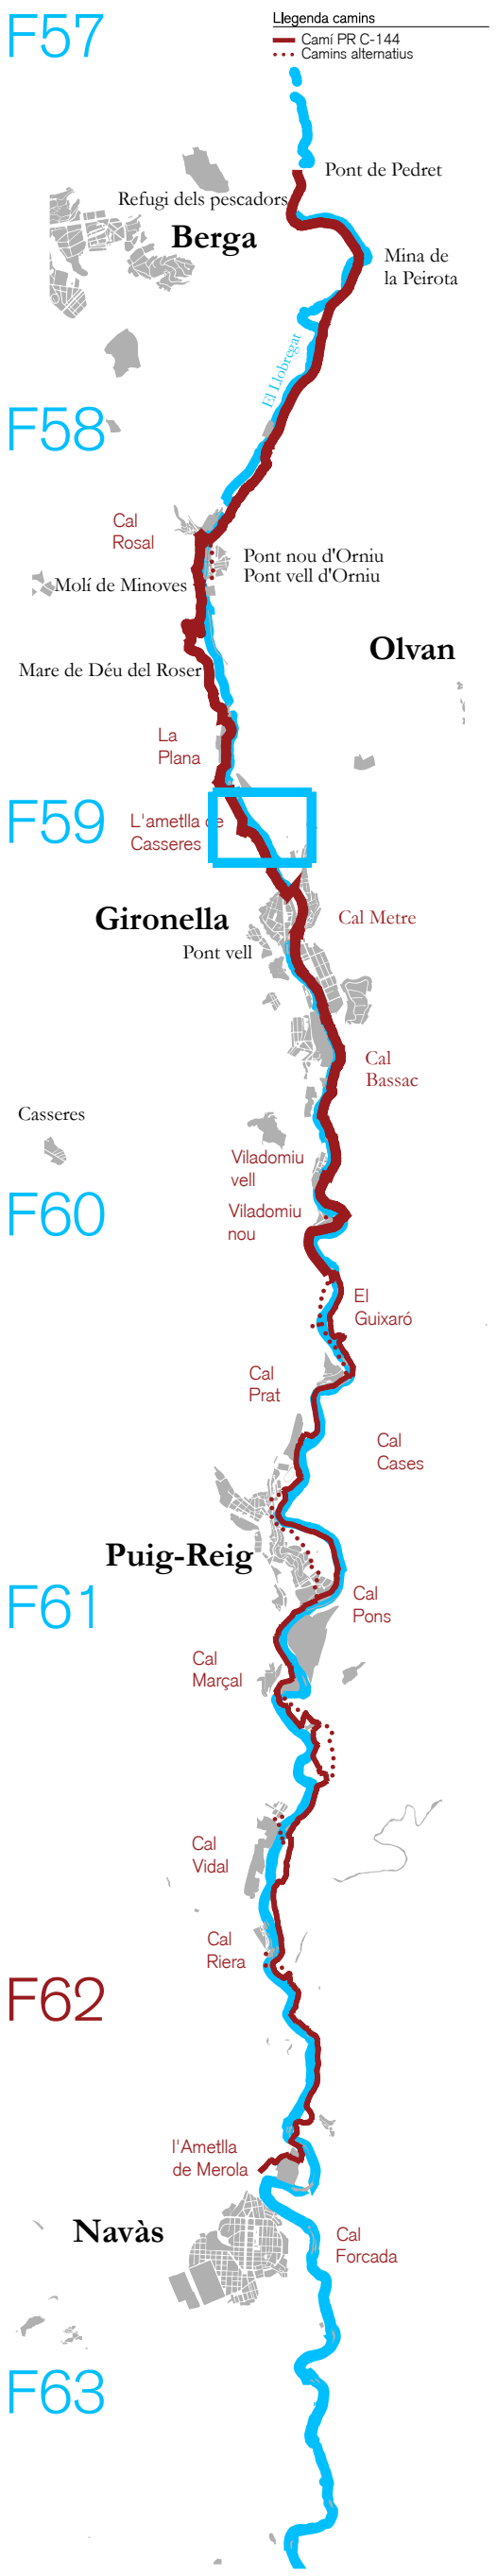 F57
Llegenda camins
Camí PR C-144
Camins alternatius
Pont de Pedret
Refugi dels pescadors
Berga
Mina de
la Peirota
El Llobregat
F58
Cal
Rosal
Pont nou d'Orniu
Pont vell d'Orniu
Molí de Minoves
Olvan
Mare de Déu del Roser
La
Plana
F59
L'ametlla de
Casseres
Gironella
Cal Metre
Pont vell
Cal
Bassac
Casseres
Viladomiu
vell
F60
Viladomiu
nou
El
Guixaró
Cal
Prat
Cal
Cases
Puig-Reig
F61
Cal
Pons
Cal
Marçal
Cal
Vidal
Cal
Riera
F62
l'Ametlla
de Merola
Navàs
Cal
Forcada
F63